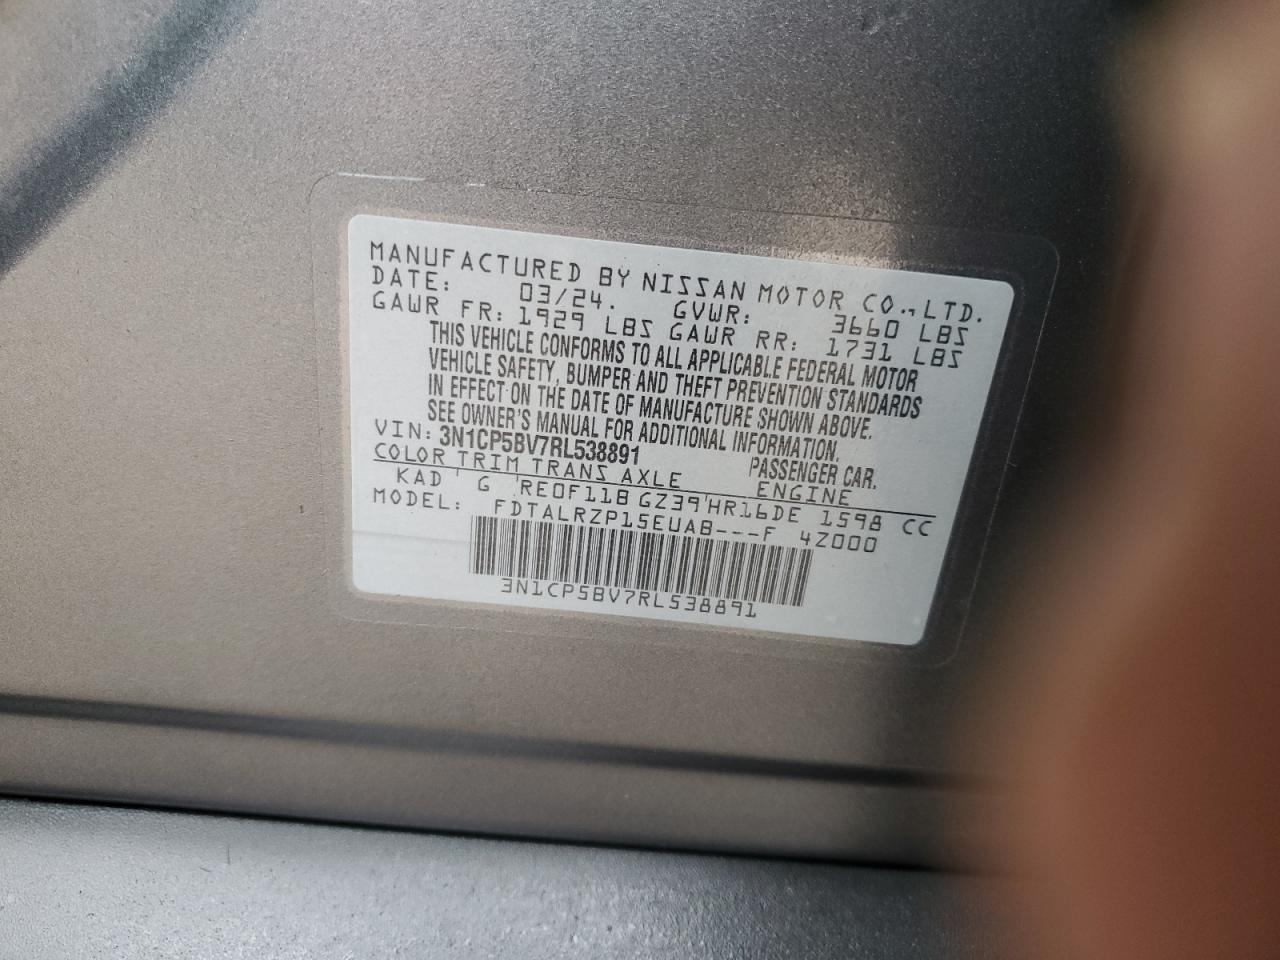 MANUFACTURED BY NISSAN MOTOR CO.,LTD.
DATE: 03/24. GVWR: 3660 LBS
GAWR FR: 1929 LBS GAWR RR: 1731 LBS
THIS VEHICLE CONFORMS TO ALL APPLICABLE FEDERAL MOTOR
VEHICLE SAFETY, BUMPER AND THEFT PREVENTION STANDARDS
IN EFFECT ON THE DATE OF MANUFACTURE SHOWN ABOVE.
SEE OWNER'S MANUAL FOR ADDITIONAL INFORMATION.
VIN: 3N1CP5BV7RL538891 PASSENGER CAR.
COLOR TRIM TRANS AXLE ENGINE
KAD G RE0F11B GZ39 HR16DE 1598 CC
MODEL: FDTALRZP15EUAB---F 4Z000
3N1CP5BV7RL538891